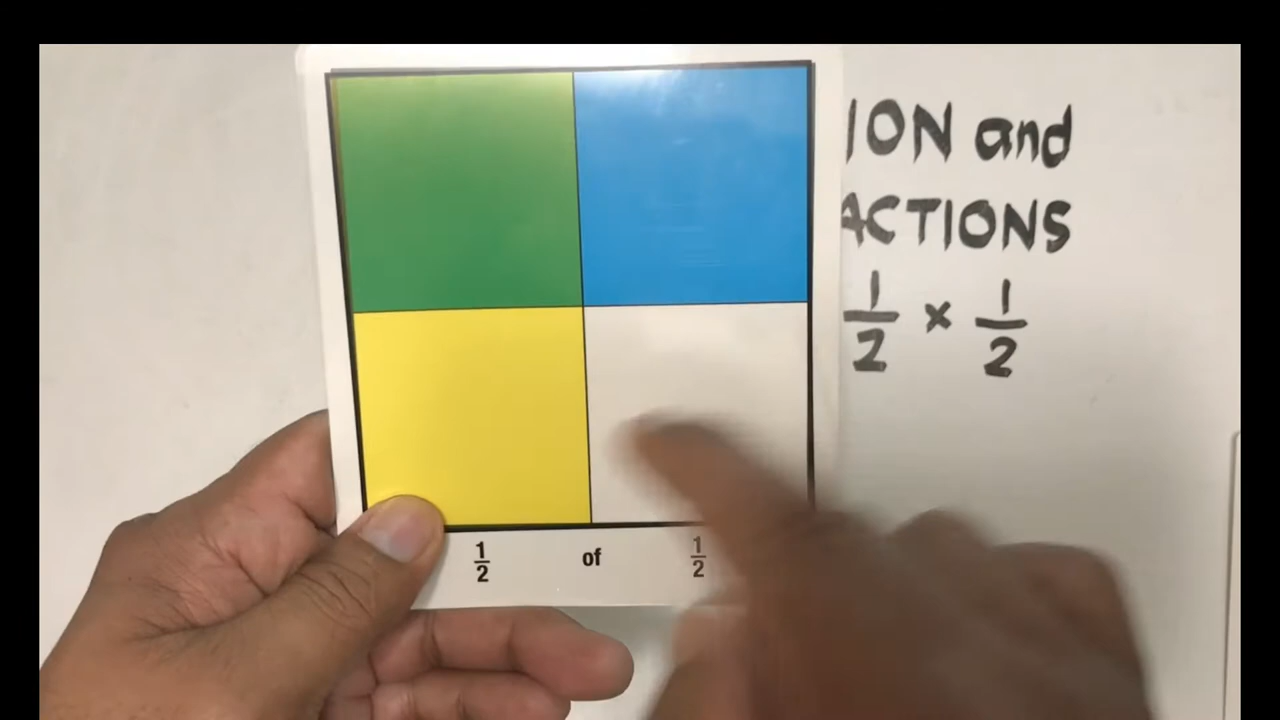 ION and
ACTIONS
1/2 × 1/2
1/2 of 1/2